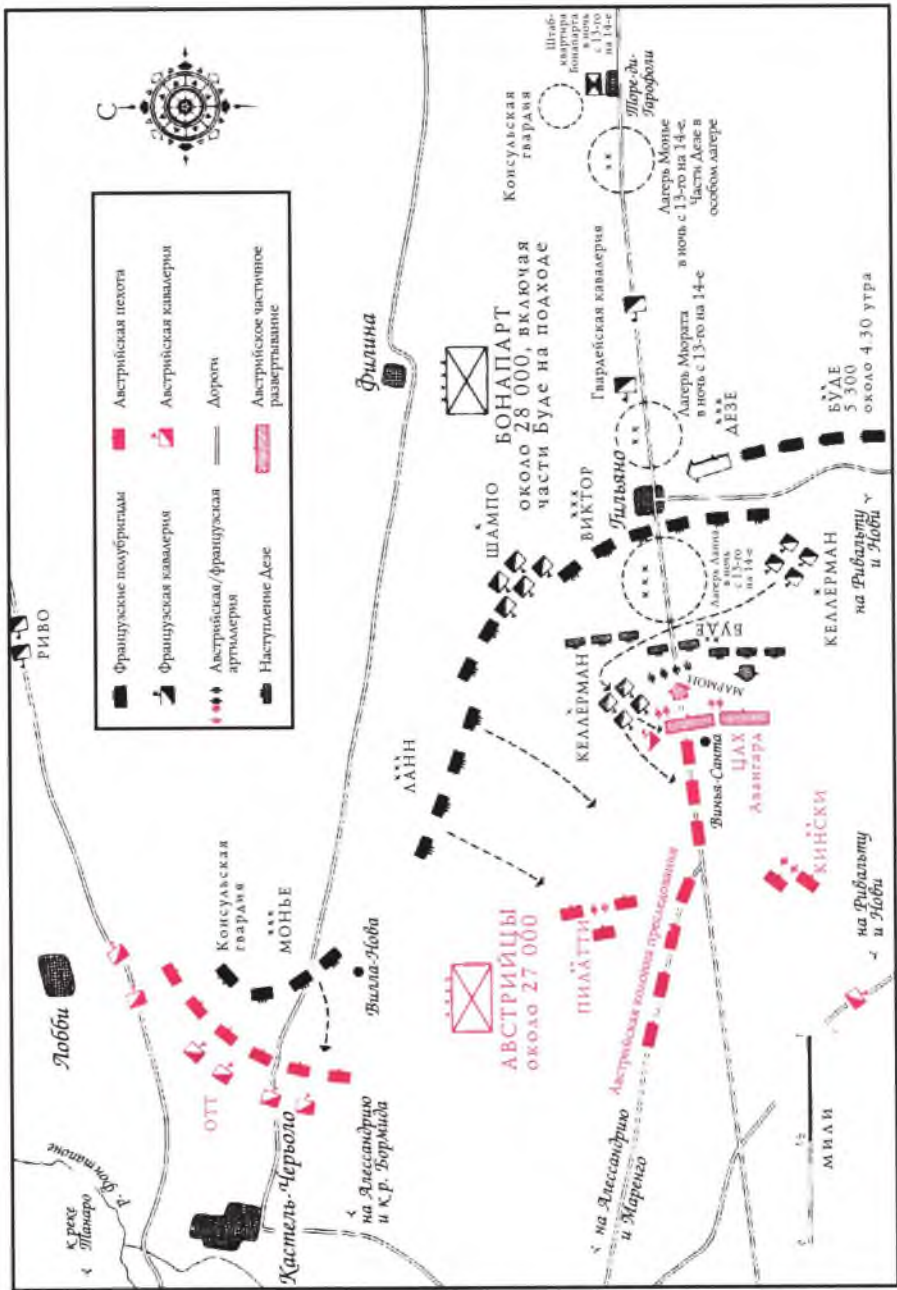 С
Французские полубригады
Французская кавалерия
Австрийская/французская
артиллерия
Наступление Дезе
Австрийская пехота
Австрийская кавалерия
Дороги
Австрийское частичное
развертывание
К реке
Танаро
р. Фонтаноне
Лобби
РИВО
ОТТ
Кастель-Черьоло
на Алессандрию
и к р. Бормида
Консульская
гвардия
МОНЬЕ
Вилла-Нова
Филина
ЛАНН
ШАМПО
БОНАПАРТ
около 28 000, включая
части Буде на подходе
ВИКТОР
Консульская
гвардия
Штаб-
квартира
Бонапарта
в ночь
с 13-го
на 14-е
Торе-ди-
Гарофоли
Лагерь Монье
в ночь с 13-го на 14-е.
Части Дезе в
особом лагере
Гвардейская кавалерия
Лагерь Мюрата
в ночь с 13-го на 14-е
Гильяно
ДЕЗЕ
БУДЕ
5 300
около 4.30 утра
Лагерь Ланна
в ночь
с 13-го
на 14-е
на Ривальту
и Нови
КЕЛЛЕРМАН
БУДЕ
МАРМОН
КЕЛЛЕРМАН
АВСТРИЙЦЫ
около 27 000
ПИЛАТТИ
Австрийская колонна преследования
Винья-Санта
ЦАХ
Авангард
КИНСКИ
на Ривальту
и Нови
на Алессандрию
и Маренго
0
1/2
1
МИЛИ